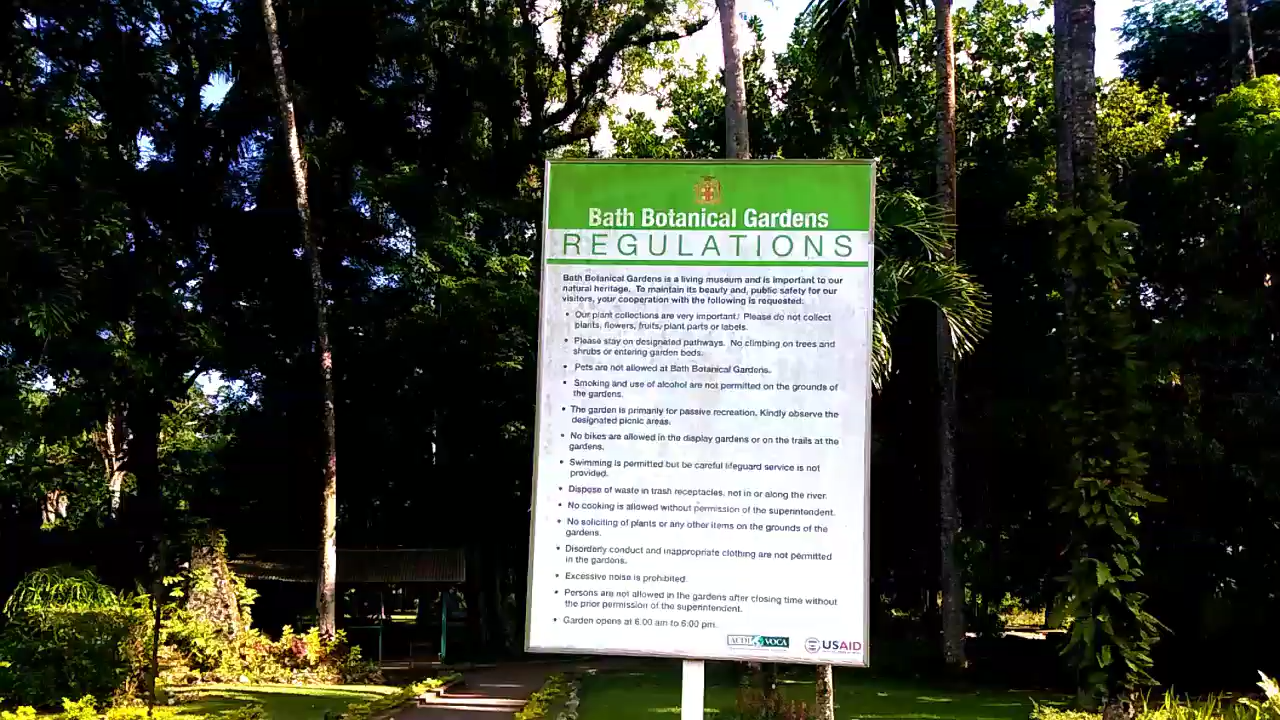 Bath Botanical Gardens
REGULATIONS
Bath Botanical Gardens is a living museum and is important to our
natural heritage. To maintain its beauty and, public safety for our
visitors, your cooperation with the following is requested:
• Our plant collections are very important. Please do not collect
plants, flowers, fruits, plant parts or labels.
• Please stay on designated pathways. No climbing on trees and
shrubs or entering garden beds.
• Pets are not allowed at Bath Botanical Gardens.
• Smoking and use of alcohol are not permitted on the grounds of
the gardens.
• The garden is primarily for passive recreation. Kindly observe the
designated picnic areas.
• No bikes are allowed in the display gardens or on the trails at the
gardens.
• Swimming is permitted but be careful lifeguard service is not
provided.
• Dispose of waste in trash receptacles, not in or along the river.
• No cooking is allowed without permission of the superintendent.
• No soliciting of plants or any other items on the grounds of the
gardens.
• Disorderly conduct and inappropriate clothing are not permitted
in the gardens.
• Excessive noise is prohibited.
• Persons are not allowed in the gardens after closing time without
the prior permission of the superintendent.
• Garden opens at 6:00 am to 6:00 pm.
ACDI VOCA
USAID